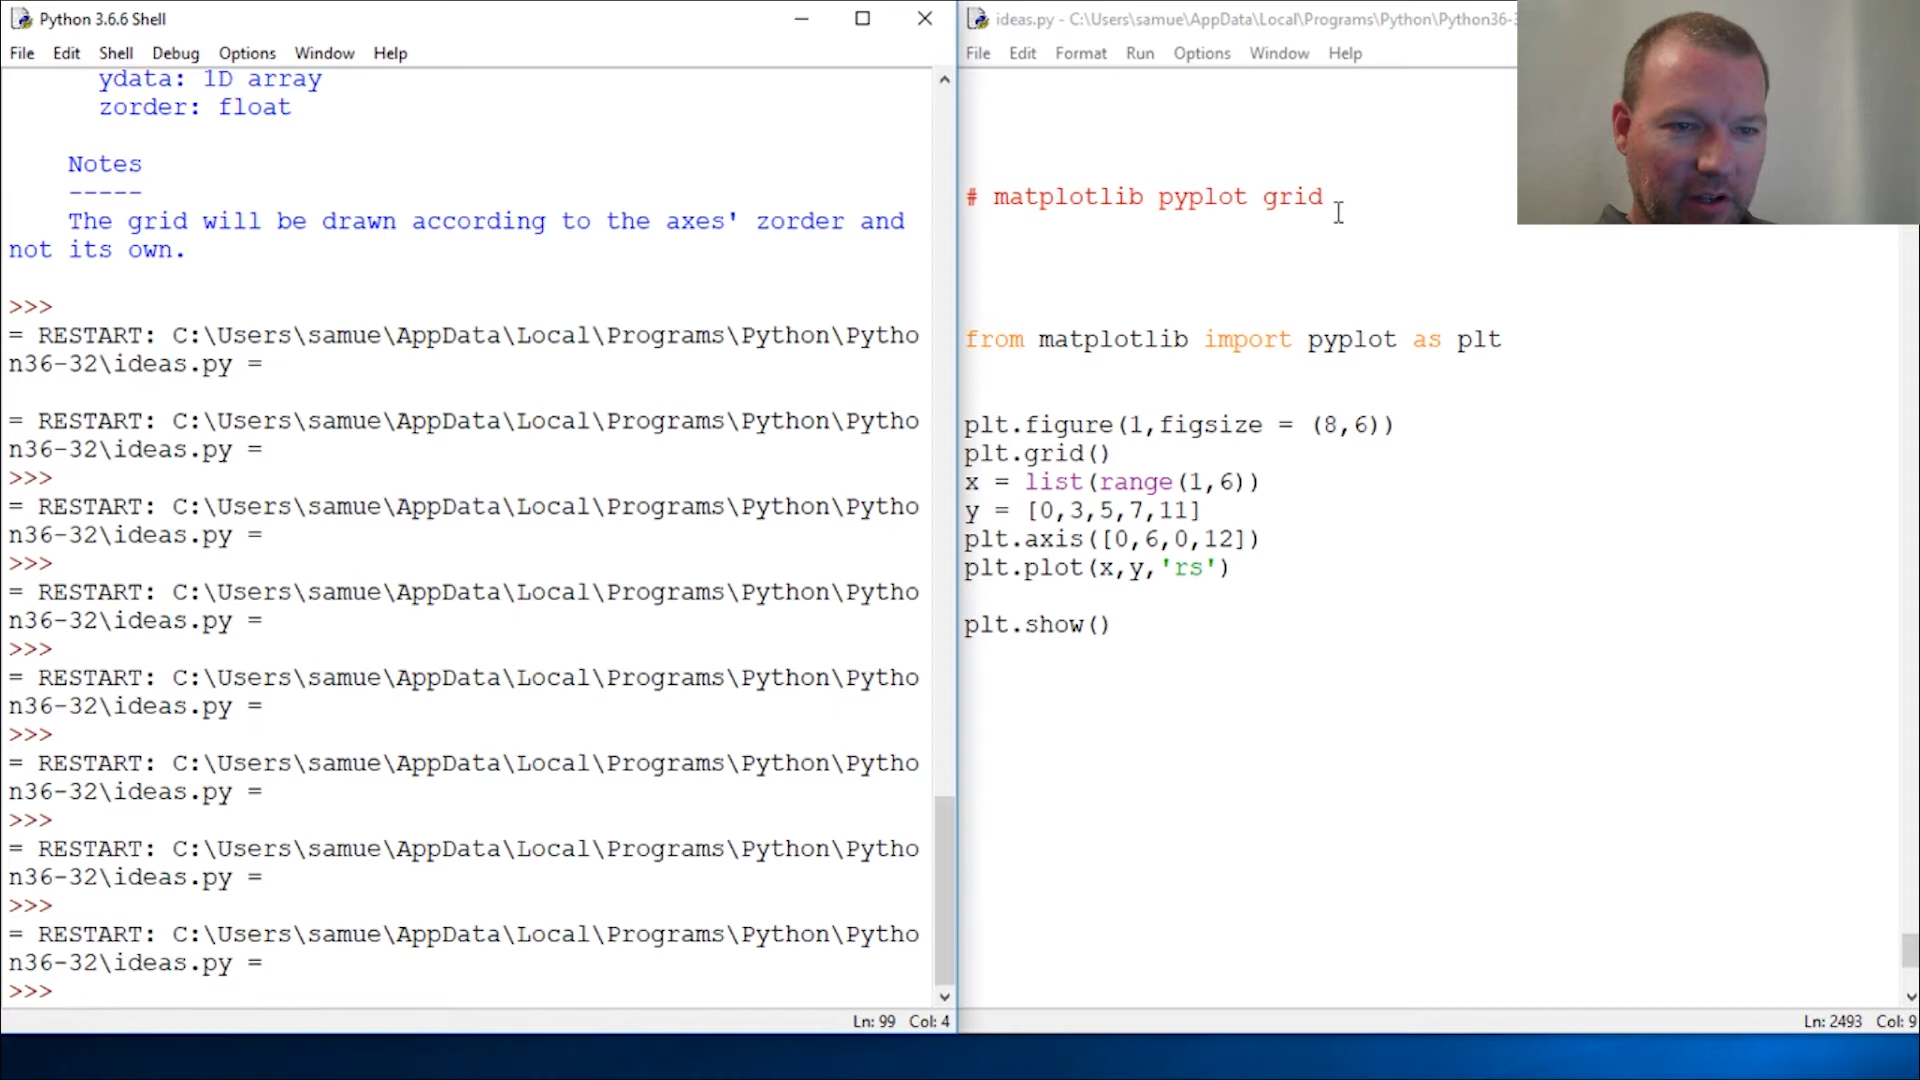 Python 3.6.6 Shell
File Edit Shell Debug Options Window Help
ydata: 1D array
zorder: float
Notes
-----
The grid will be drawn according to the axes' zorder and
not its own.
>>>
= RESTART: C:\Users\samue\AppData\Local\Programs\Python\Pytho
n36-32\ideas.py =
= RESTART: C:\Users\samue\AppData\Local\Programs\Python\Pytho
n36-32\ideas.py =
>>>
= RESTART: C:\Users\samue\AppData\Local\Programs\Python\Pytho
n36-32\ideas.py =
>>>
= RESTART: C:\Users\samue\AppData\Local\Programs\Python\Pytho
n36-32\ideas.py =
>>>
= RESTART: C:\Users\samue\AppData\Local\Programs\Python\Pytho
n36-32\ideas.py =
>>>
= RESTART: C:\Users\samue\AppData\Local\Programs\Python\Pytho
n36-32\ideas.py =
>>>
= RESTART: C:\Users\samue\AppData\Local\Programs\Python\Pytho
n36-32\ideas.py =
>>>
= RESTART: C:\Users\samue\AppData\Local\Programs\Python\Pytho
n36-32\ideas.py =
>>>
Ln: 99 Col: 4
ideas.py - C:\Users\samue\AppData\Local\Programs\Python\Python36-3
File Edit Format Run Options Window Help
# matplotlib pyplot grid
from matplotlib import pyplot as plt
plt.figure(1,figsize = (8,6))
plt.grid()
x = list(range(1,6))
y = [0,3,5,7,11]
plt.axis([0,6,0,12])
plt.plot(x,y,'rs')
plt.show()
Ln: 2493 Col: 9